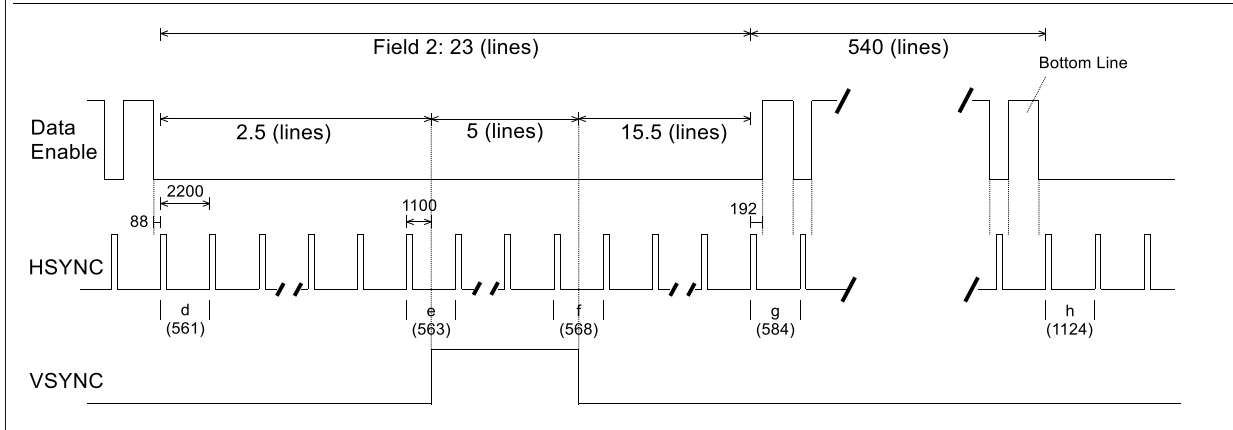 Field 2: 23 (lines)
540 (lines)
Bottom Line
Data
Enable
2.5 (lines)
5 (lines)
15.5 (lines)
2200
88
1100
192
HSYNC
d
(561)
e
(563)
f
(568)
g
(584)
h
(1124)
VSYNC